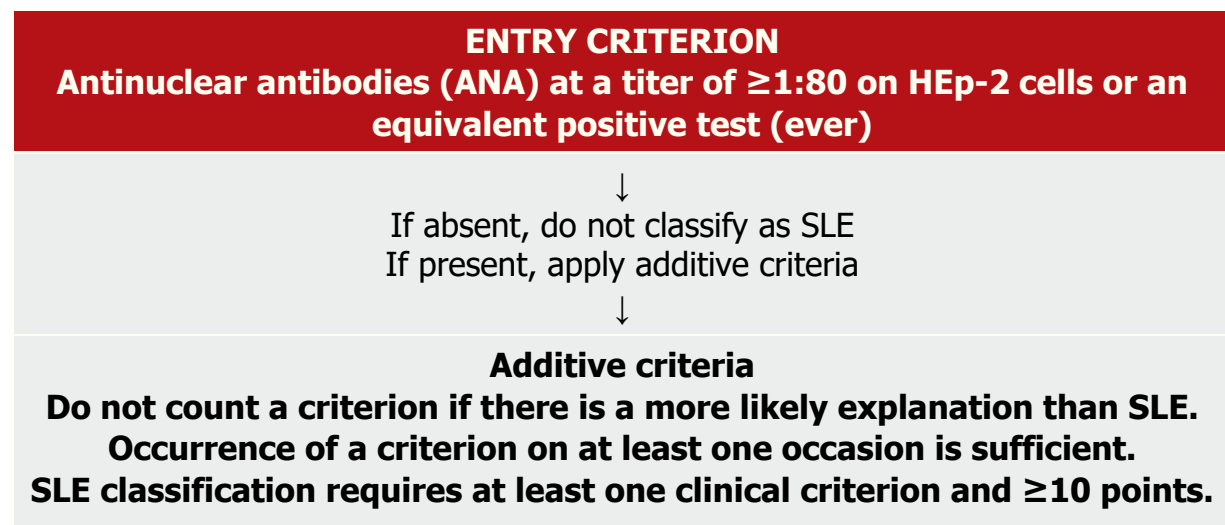 ENTRY CRITERION
Antinuclear antibodies (ANA) at a titer of ≥1:80 on HEp-2 cells or an
equivalent positive test (ever)
↓
If absent, do not classify as SLE
If present, apply additive criteria
↓
Additive criteria
Do not count a criterion if there is a more likely explanation than SLE.
Occurrence of a criterion on at least one occasion is sufficient.
SLE classification requires at least one clinical criterion and ≥10 points.